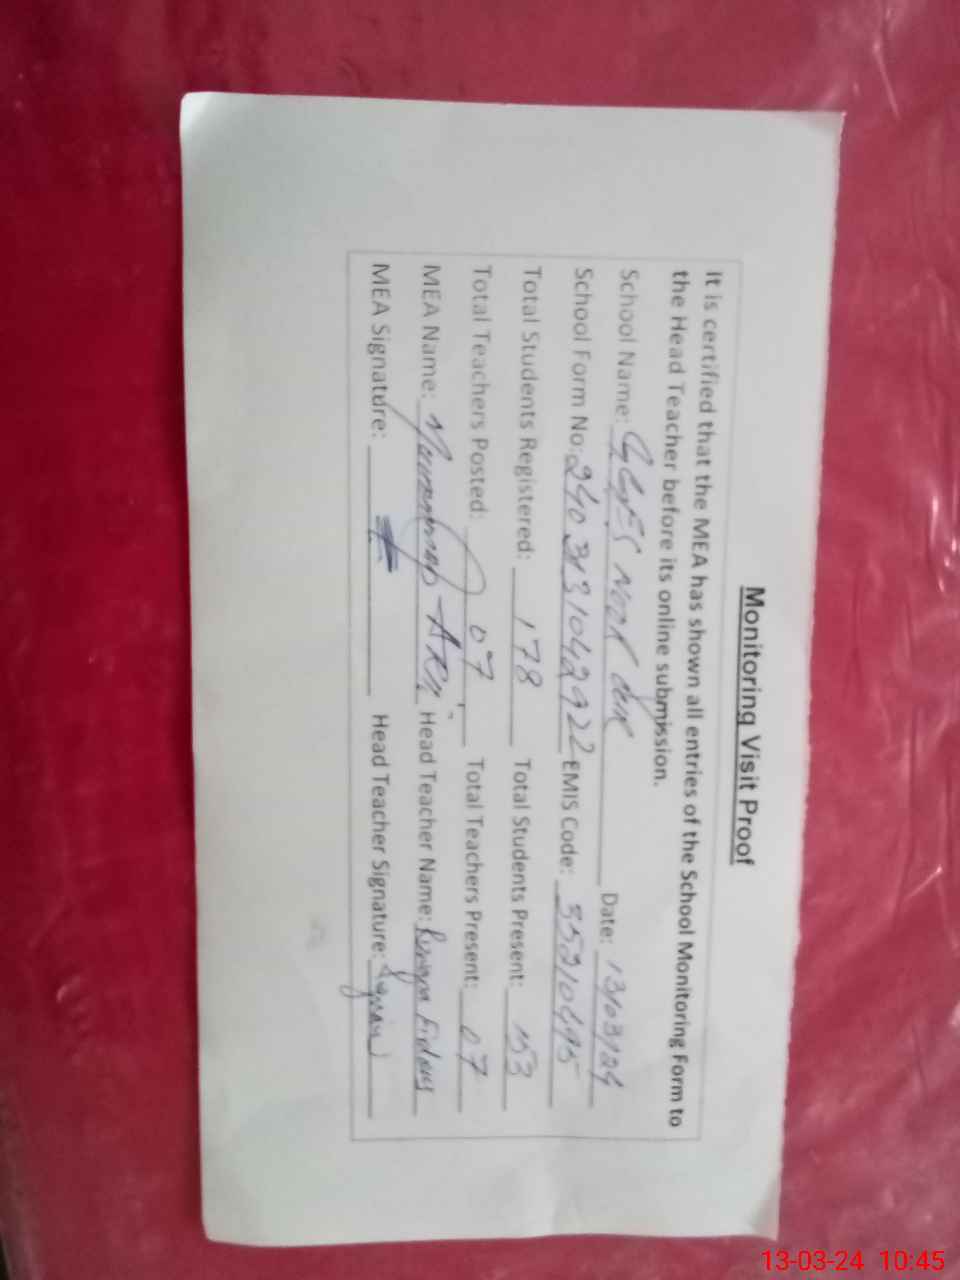 Monitoring Visit Proof
It is certified that the MEA has shown all entries of the School Monitoring Form to
the Head Teacher before its online submission.
School Name: GGES Date: 13/03/24
School Form No: EMIS Code:
Total Students Registered: 178 Total Students Present: 153
Total Teachers Posted: 07 Total Teachers Present: 07
MEA Name: Head Teacher Name:
MEA Signature: Head Teacher Signature:
13-03-24 10:45